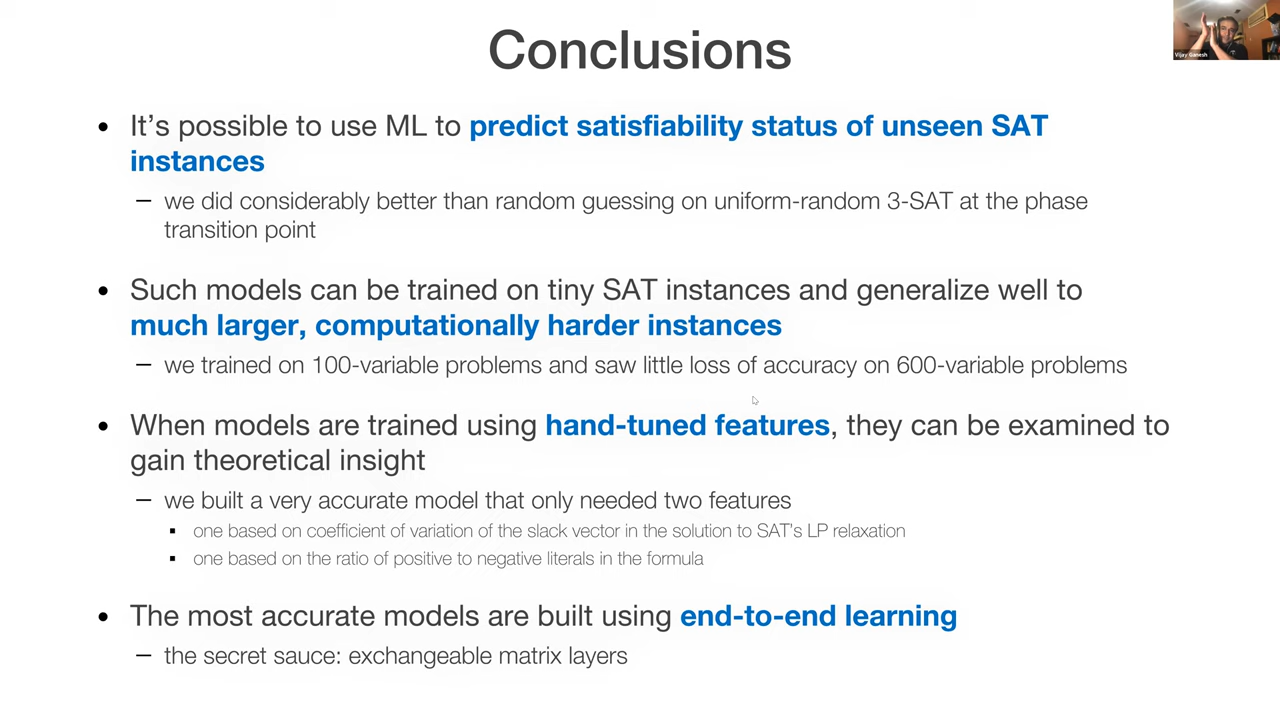 Conclusions
Vijay Ganesh
• It's possible to use ML to predict satisfiability status of unseen SAT
instances
– we did considerably better than random guessing on uniform-random 3-SAT at the phase
transition point
• Such models can be trained on tiny SAT instances and generalize well to
much larger, computationally harder instances
– we trained on 100-variable problems and saw little loss of accuracy on 600-variable problems
• When models are trained using hand-tuned features, they can be examined to
gain theoretical insight
– we built a very accurate model that only needed two features
▪ one based on coefficient of variation of the slack vector in the solution to SAT's LP relaxation
▪ one based on the ratio of positive to negative literals in the formula
• The most accurate models are built using end-to-end learning
– the secret sauce: exchangeable matrix layers